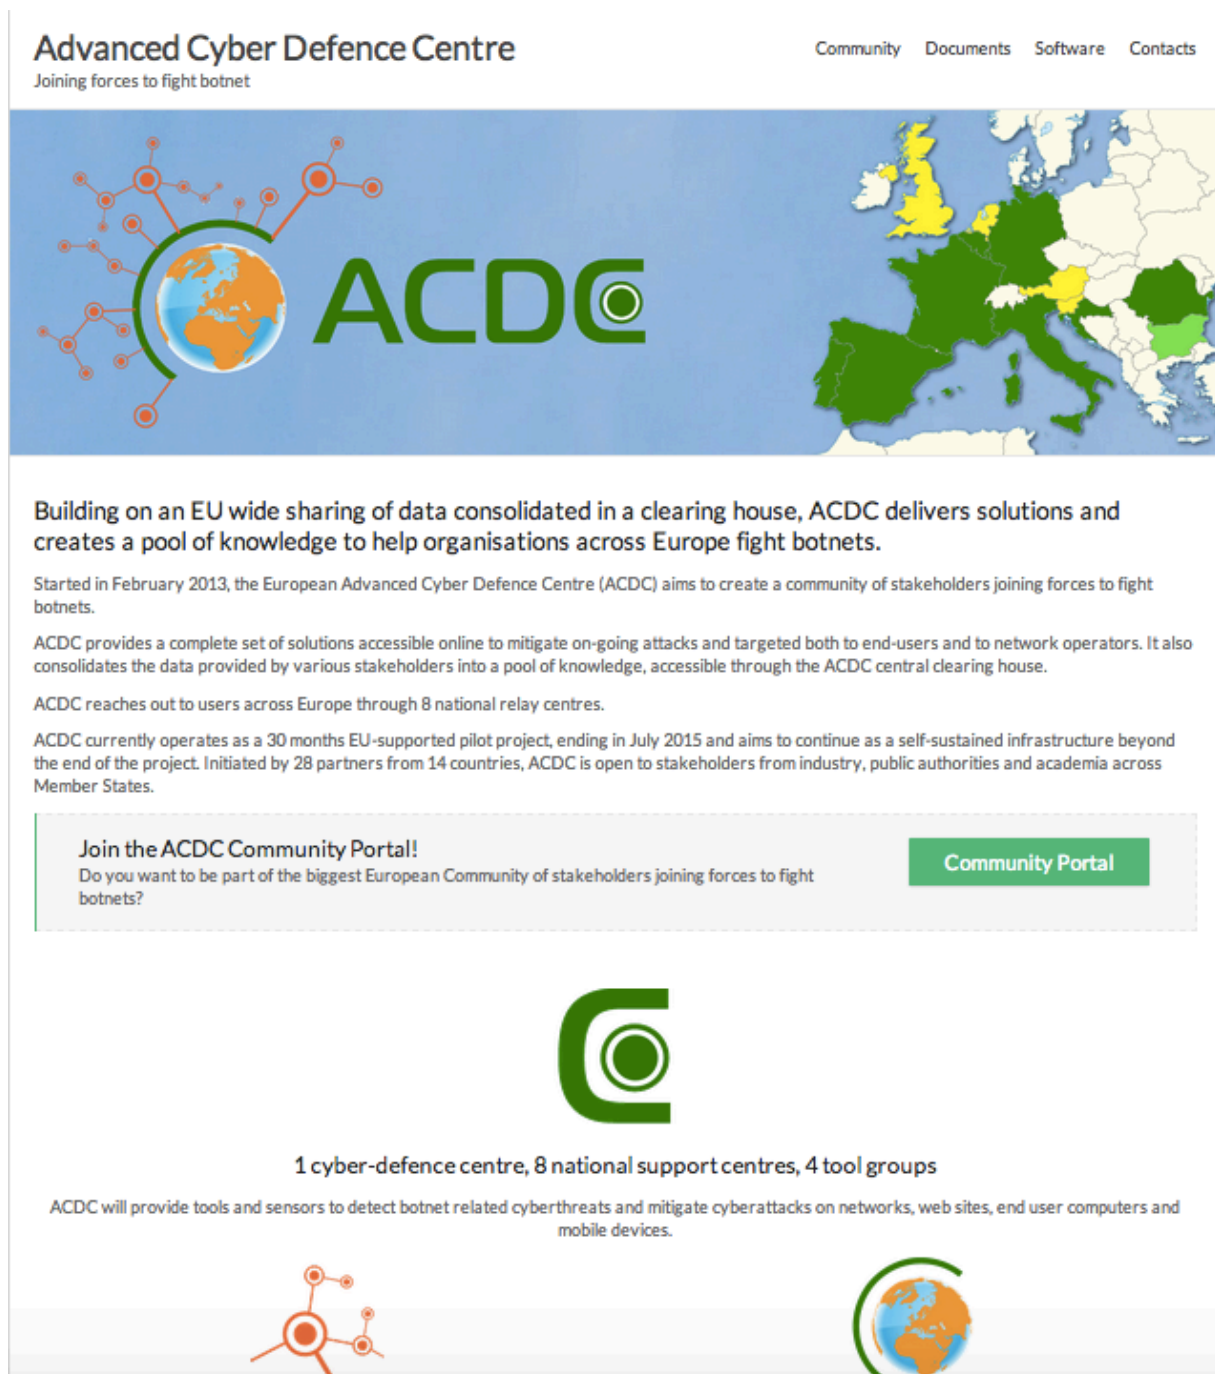 Advanced Cyber Defence Centre
Joining forces to fight botnet
Community Documents Software Contacts
ACDC
Building on an EU wide sharing of data consolidated in a clearing house, ACDC delivers solutions and
creates a pool of knowledge to help organisations across Europe fight botnets.
Started in February 2013, the European Advanced Cyber Defence Centre (ACDC) aims to create a community of stakeholders joining forces to fight
botnets.
ACDC provides a complete set of solutions accessible online to mitigate on-going attacks and targeted both to end-users and to network operators. It also
consolidates the data provided by various stakeholders into a pool of knowledge, accessible through the ACDC central clearing house.
ACDC reaches out to users across Europe through 8 national relay centres.
ACDC currently operates as a 30 months EU-supported pilot project, ending in July 2015 and aims to continue as a self-sustained infrastructure beyond
the end of the project. Initiated by 28 partners from 14 countries, ACDC is open to stakeholders from industry, public authorities and academia across
Member States.
Join the ACDC Community Portal!
Do you want to be part of the biggest European Community of stakeholders joining forces to fight
botnets?
Community Portal
1 cyber-defence centre, 8 national support centres, 4 tool groups
ACDC will provide tools and sensors to detect botnet related cyberthreats and mitigate cyberattacks on networks, web sites, end user computers and
mobile devices.